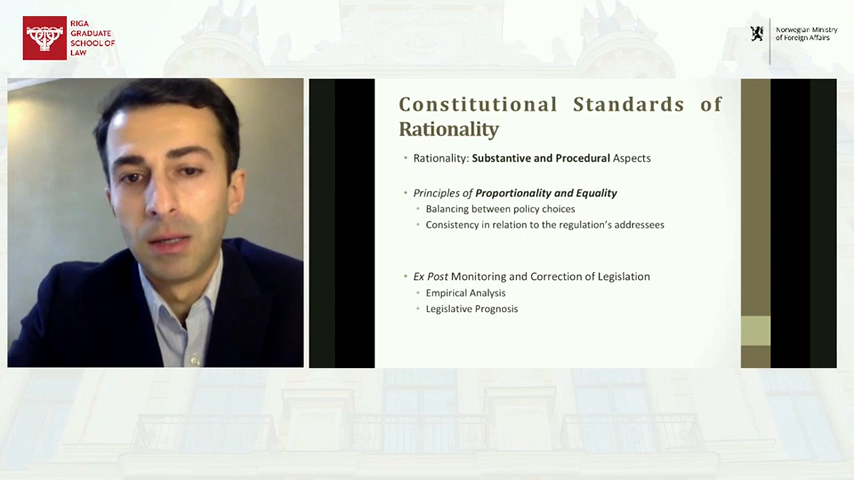 RIGA
GRADUATE
SCHOOL OF
LAW
Norwegian Ministry
of Foreign Affairs
Constitutional Standards of
Rationality
• Rationality: Substantive and Procedural Aspects
• Principles of Proportionality and Equality
• Balancing between policy choices
• Consistency in relation to the regulation's addressees
• Ex Post Monitoring and Correction of Legislation
• Empirical Analysis
• Legislative Prognosis